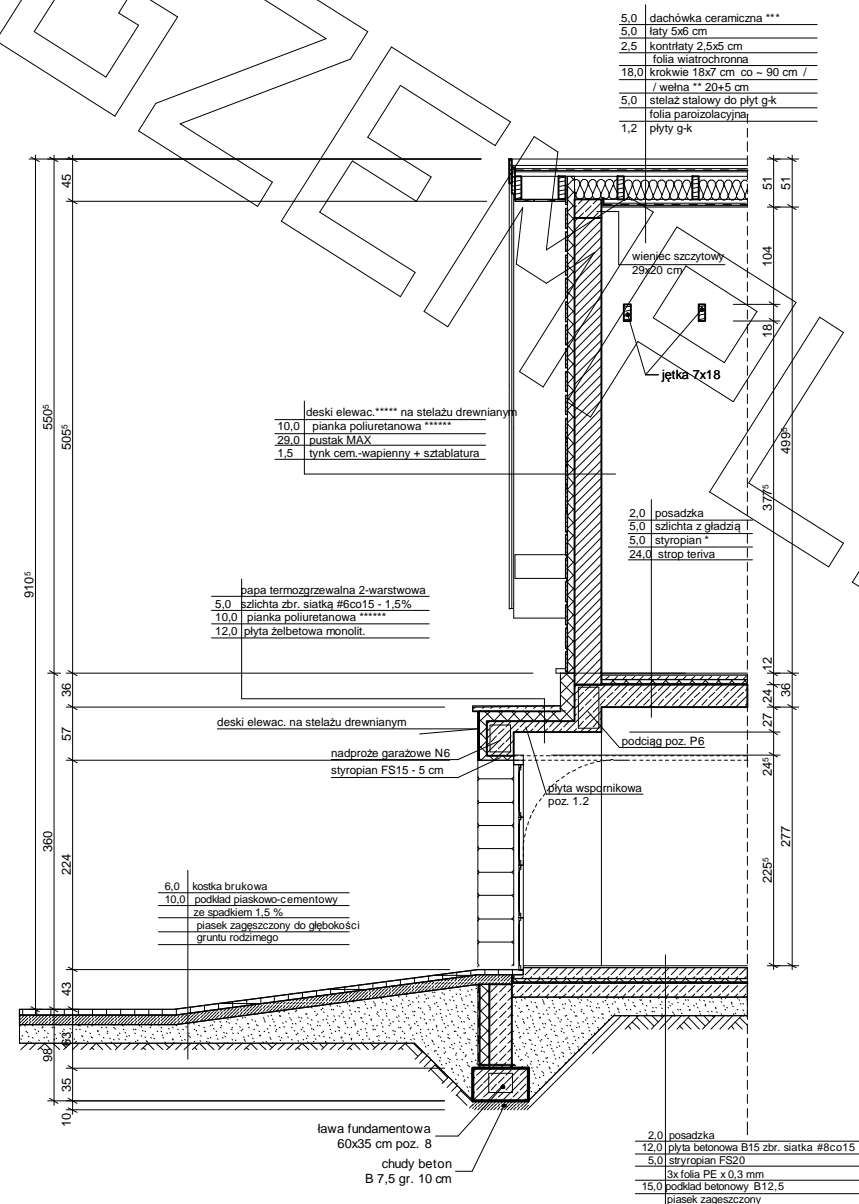 5,0 dachówka ceramiczna ***
5,0 łaty 5x6 cm
2,5 kontrłaty 2,5x5 cm
folia wiatrochronna
18,0 krokwie 18x7 cm co ~ 90 cm /
/ wełna ** 20+5 cm
5,0 stelaż stalowy do płyt g-k
folia paroizolacyjna
1,2 płyty g-k
45
51
51
wieniec szczytowy
29x20 cm
104
18
jętka 7x18
deski elewac.***** na stelażu drewnianym
10,0 pianka poliuretanowa ******
29,0 pustak MAX
1,5 tynk cem.-wapienny + sztablatura
550⁵
505⁵
499⁵
377⁵
2,0 posadzka
5,0 szlichta z gładzią
5,0 styropian *
24,0 strop teriva
910⁵
papa termozgrzewalna 2-warstwowa
5,0 szlichta zbr. siatką #6co15 - 1,5%
10,0 pianka poliuretanowa ******
12,0 płyta żelbetowa monolit.
12
36
24
36
27
57
deski elewac. na stelażu drewnianym
podciąg poz. P6
nadproże garażowe N6
styropian FS15 - 5 cm
24⁵
płyta wspornikowa
poz. 1.2
360
224
277
225⁵
6,0 kostka brukowa
10,0 podkład piaskowo-cementowy
ze spadkiem 1,5 %
piasek zagęszczony do głębokości
gruntu rodzimego
43
98
63
35
10
ława fundamentowa
60x35 cm poz. 8
chudy beton
B 7,5 gr. 10 cm
2,0 posadzka
12,0 płyta betonowa B15 zbr. siatka #8co15
5,0 stryropian FS20
3x folia PE x 0,3 mm
15,0 podkład betonowy B12,5
piasek zagęszczony